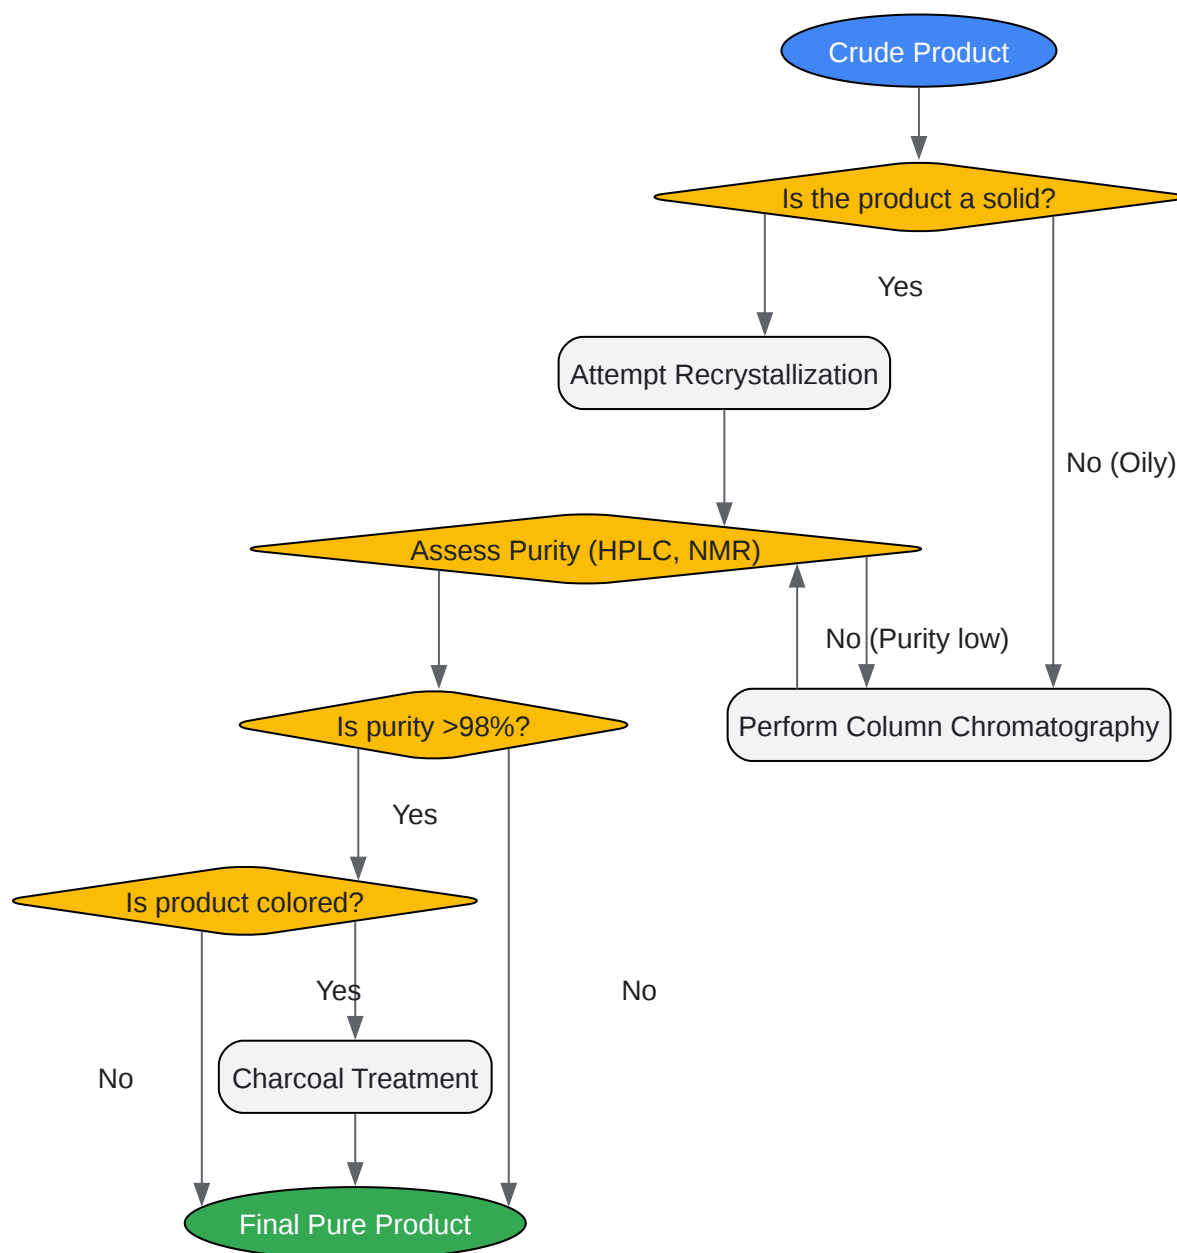 Crude Product
Is the product a solid?
Yes
Attempt Recrystallization
No (Oily)
Assess Purity (HPLC, NMR)
No (Purity low)
Is purity >98%?
Perform Column Chromatography
Yes
Is product colored?
Yes
No
No
Charcoal Treatment
Final Pure Product